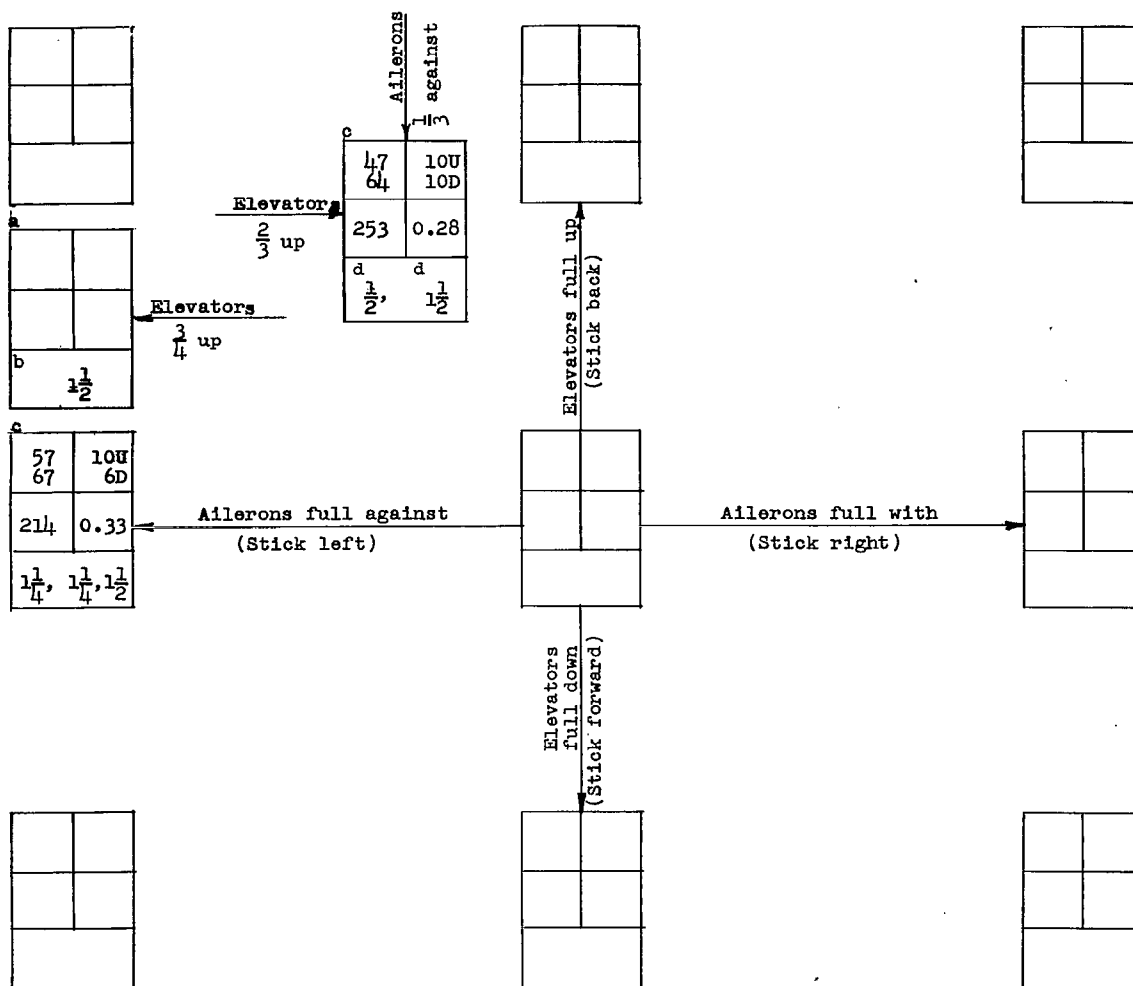 Ailerons
1/3 against
c
47 10U
64 10D
Elevators
2/3 up
253 0.28
d d
1/2, 1 1/2
a
Elevators
3/4 up
b
1 1/2
Elevators full up
(Stick back)
c
57 10U
67 6D
214 0.33
1 1/4, 1 1/4, 1 1/2
Ailerons full against
(Stick left)
Ailerons full with
(Stick right)
Elevators
full down
(Stick forward)